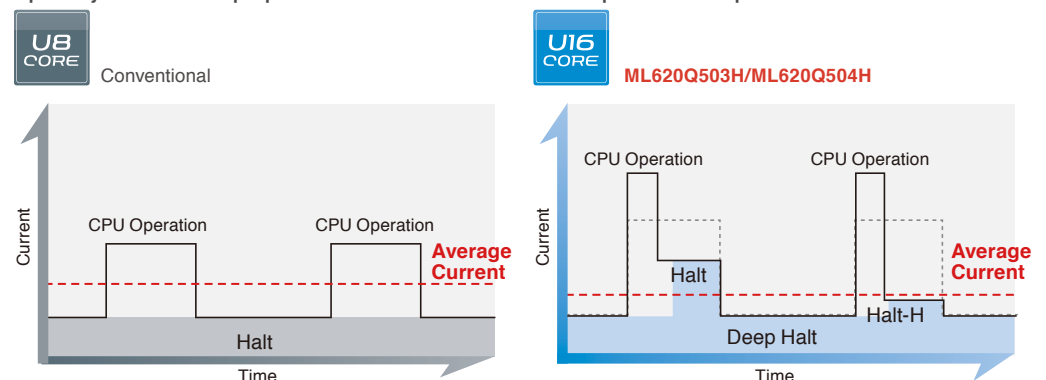 U8
CORE
Conventional
Current
CPU Operation
CPU Operation
Average
Current
Halt
Time
U16
CORE
ML620Q503H/ML620Q504H
Current
CPU Operation
CPU Operation
Average
Current
Halt
Halt-H
Deep Halt
Time